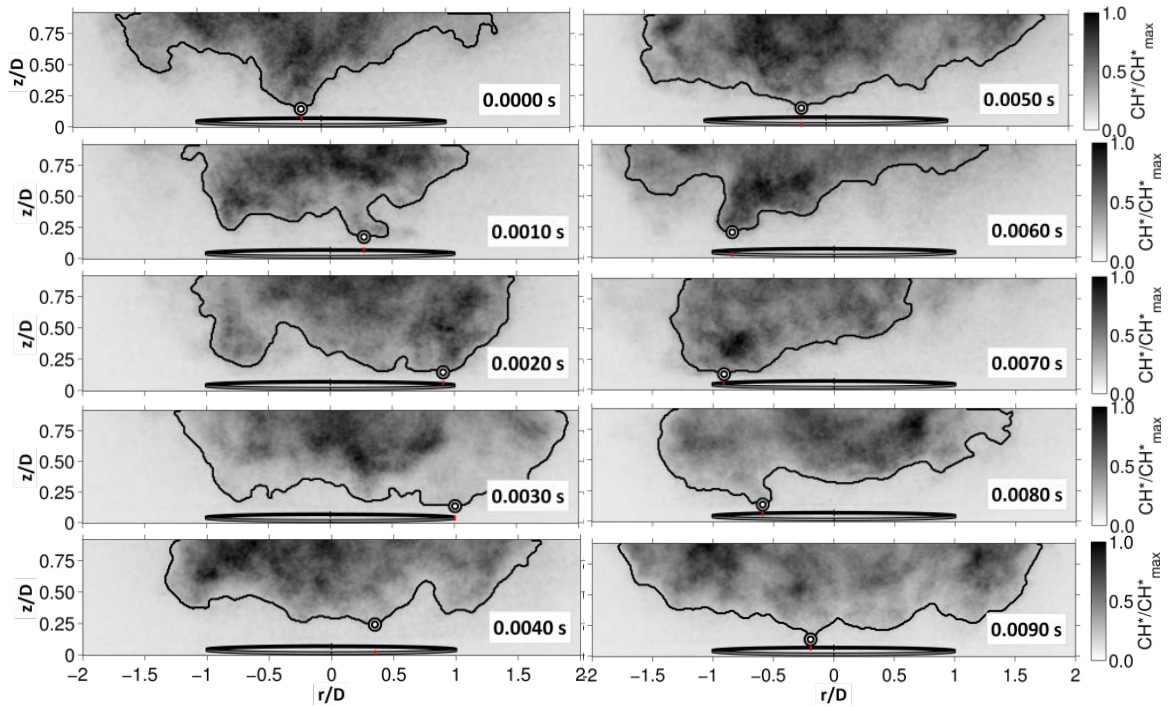 0.75
0.50
0.25
0
z/D
0.0000 s
0.0050 s
1.0
0.5
0.0
CH*/CH*max
0.75
0.50
0.25
0
z/D
0.0010 s
0.0060 s
1.0
0.5
0.0
CH*/CH*max
0.75
0.50
0.25
0
z/D
0.0020 s
0.0070 s
1.0
0.5
0.0
CH*/CH*max
0.75
0.50
0.25
0
z/D
0.0030 s
0.0080 s
1.0
0.5
0.0
CH*/CH*max
0.75
0.50
0.25
0
z/D
0.0040 s
0.0090 s
1.0
0.5
0.0
CH*/CH*max
−2 −1.5 −1 −0.5 0 0.5 1 1.5 2
-2 −1.5 −1 −0.5 0 0.5 1 1.5 2
r/D
r/D